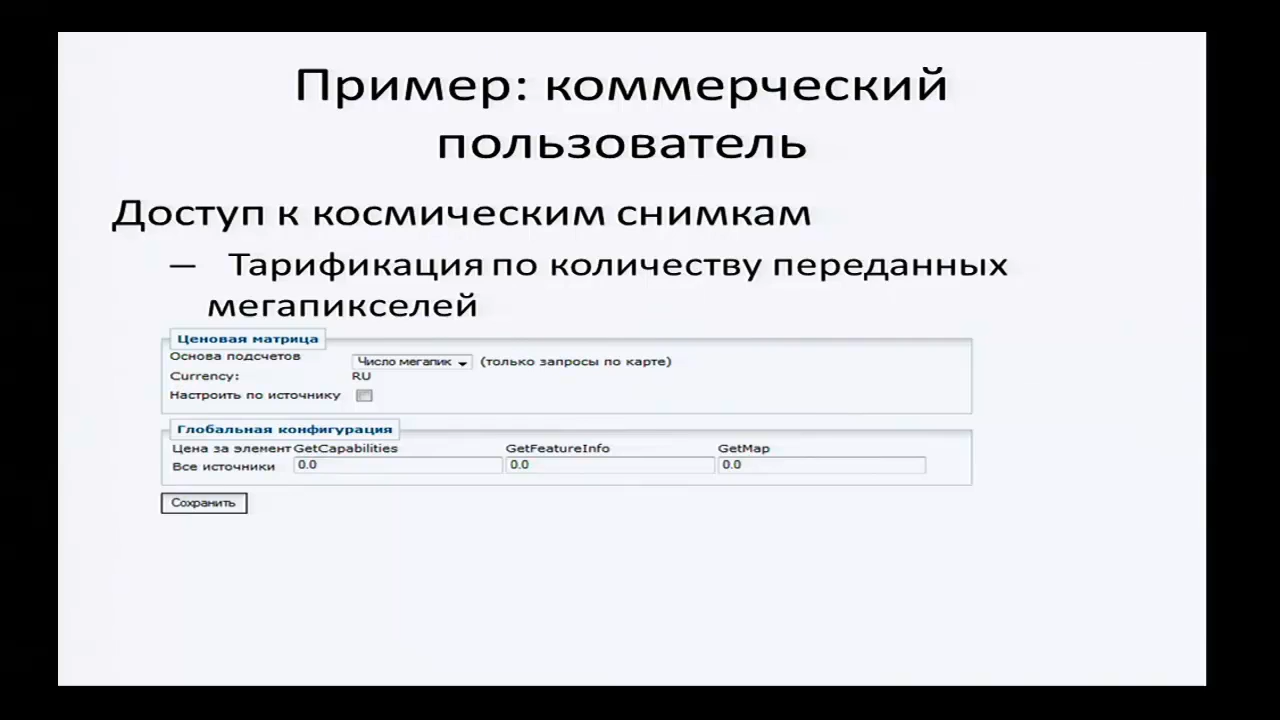 Пример: коммерческий
пользователь
Доступ к космическим снимкам
— Тарификация по количеству переданных
мегапикселей
Ценовая матрица
Основа подсчетов Число мегапик (только запросы по карте)
Currency: RU
Настроить по источнику
Глобальная конфигурация
Цена за элемент GetCapabilities GetFeatureInfo GetMap
Все источники 0.0 0.0 0.0
Сохранить